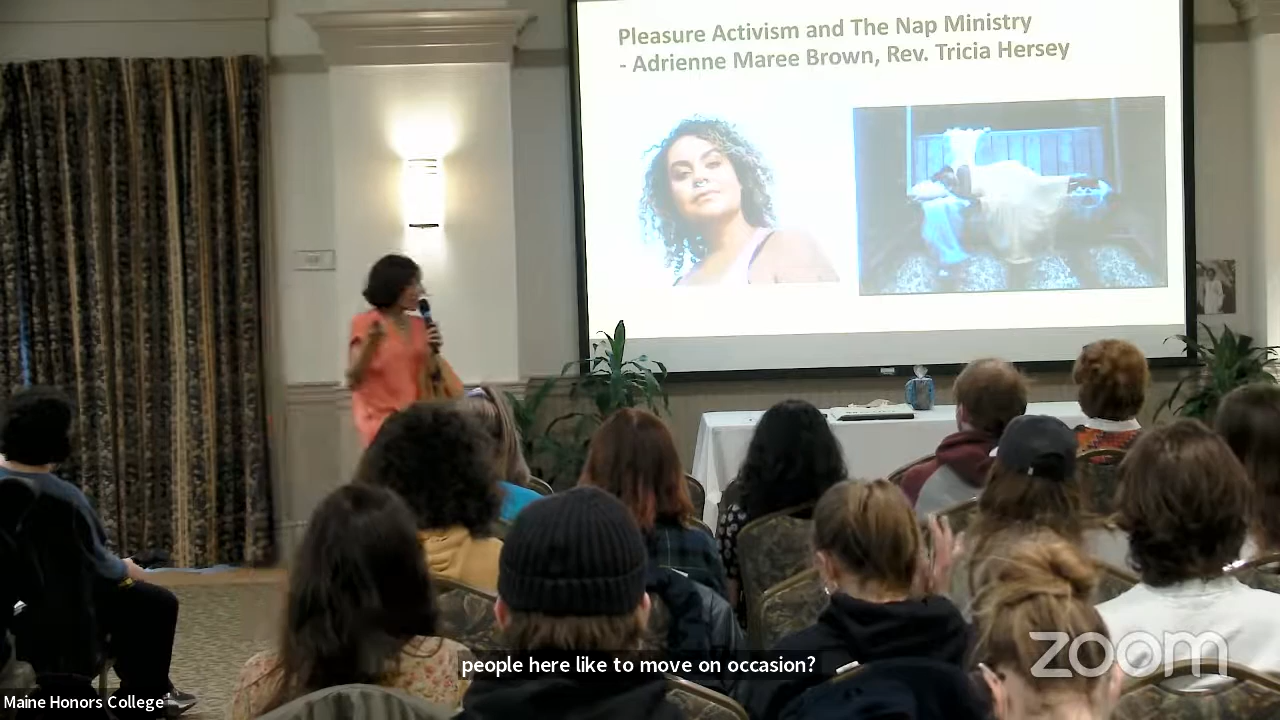 Pleasure Activism and The Nap Ministry
- Adrienne Maree Brown, Rev. Tricia Hersey
people here like to move on occasion?
zoom
Maine Honors College